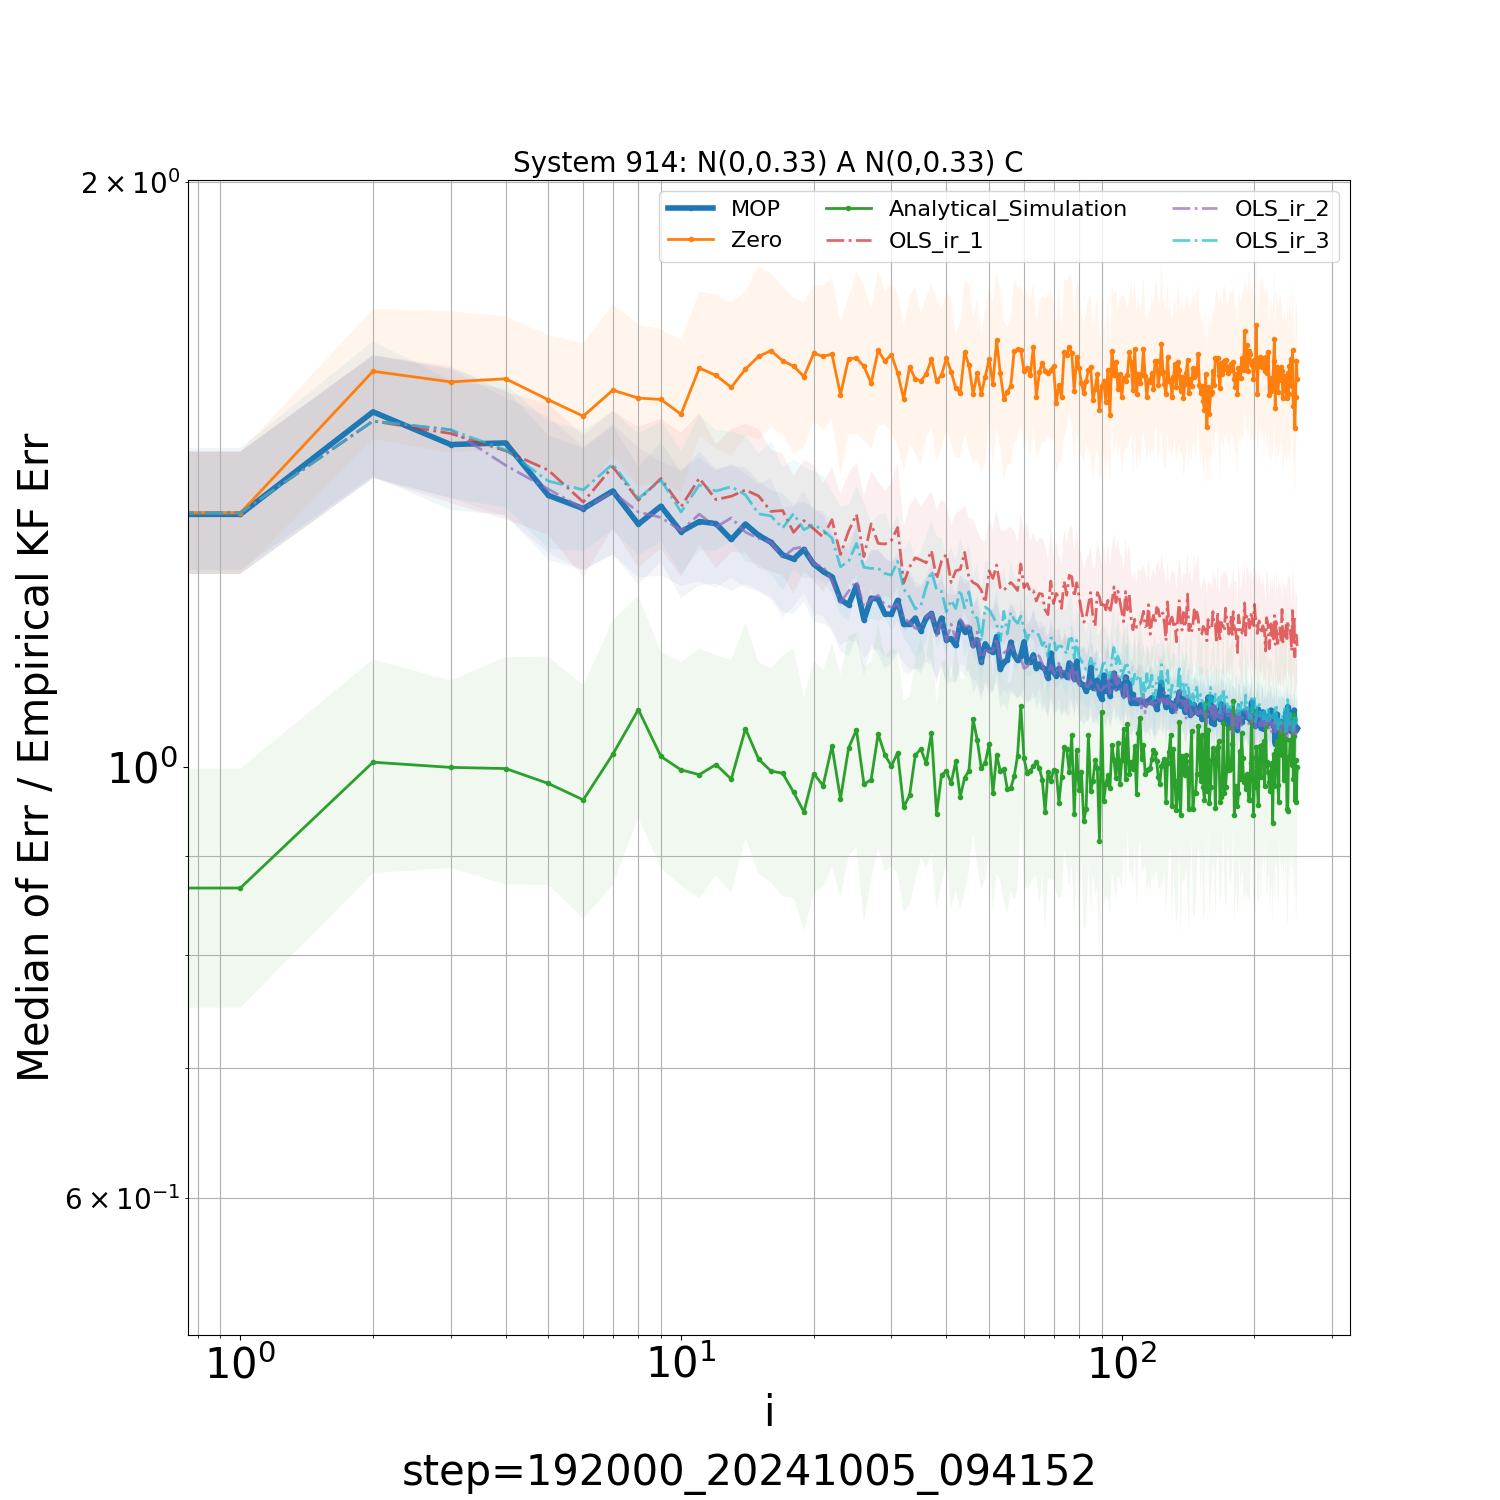 System 914: N(0,0.33) A N(0,0.33) C
MOP
Zero
Analytical_Simulation
OLS_ir_1
OLS_ir_2
OLS_ir_3
2 × 10⁰
10⁰
6 × 10⁻¹
Median of Err / Empirical KF Err
10⁰ 10¹ 10²
i
step=192000_20241005_094152